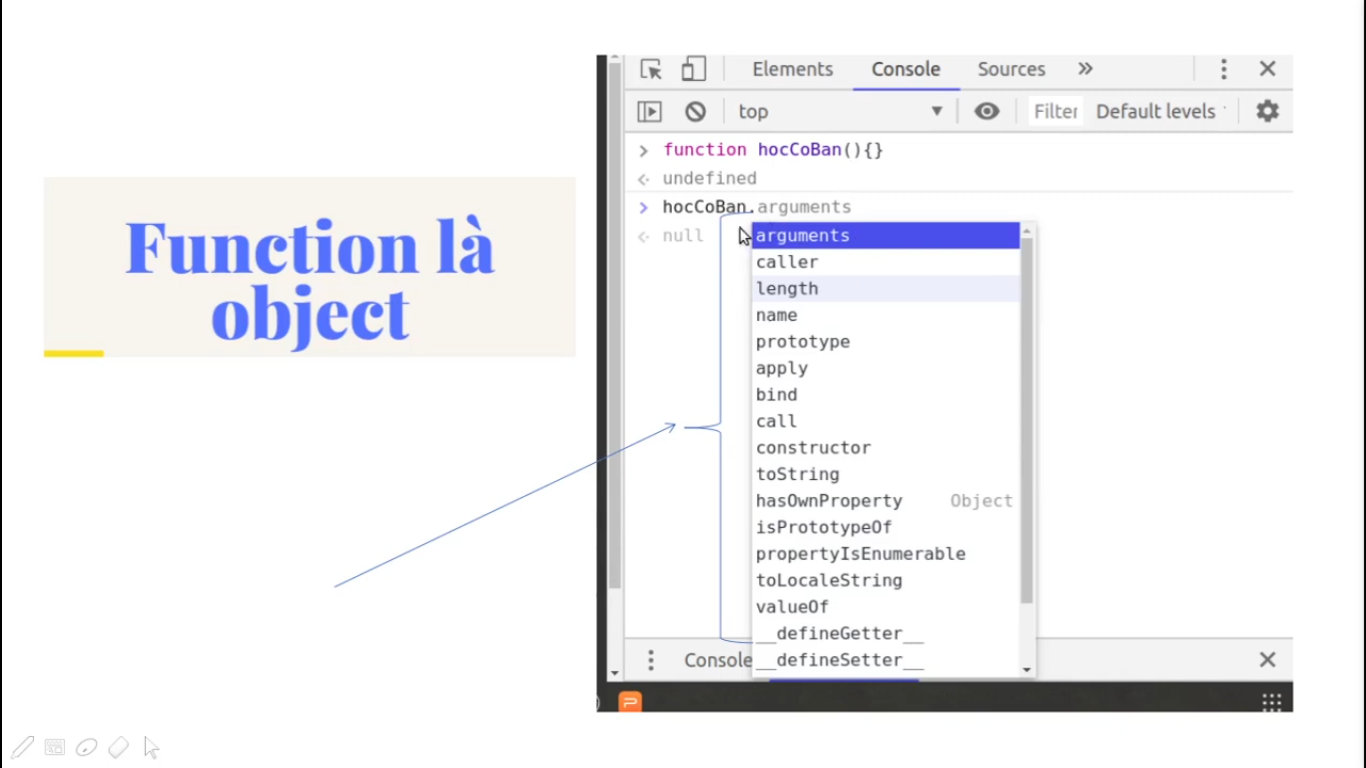 Function là
object
Elements Console Sources »
top Filter Default levels
> function hocCoBan(){}
undefined
> hocCoBan.arguments
null
arguments
caller
length
name
prototype
apply
bind
call
constructor
toString
hasOwnProperty Object
isPrototypeOf
propertyIsEnumerable
toLocaleString
valueOf
__defineGetter__
__defineSetter__
Console